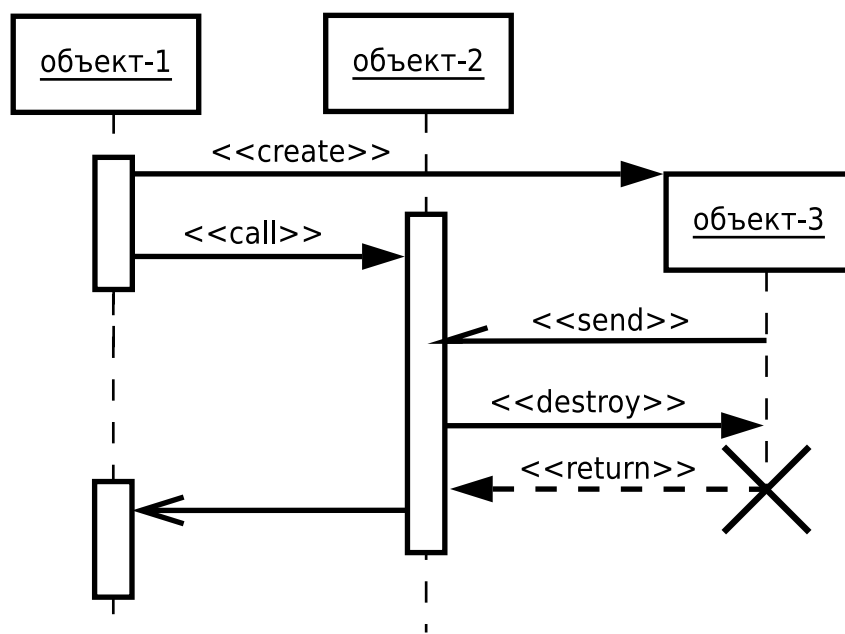 объект-1
объект-2
<<create>>
объект-3
<<call>>
<<send>>
<<destroy>>
<<return>>